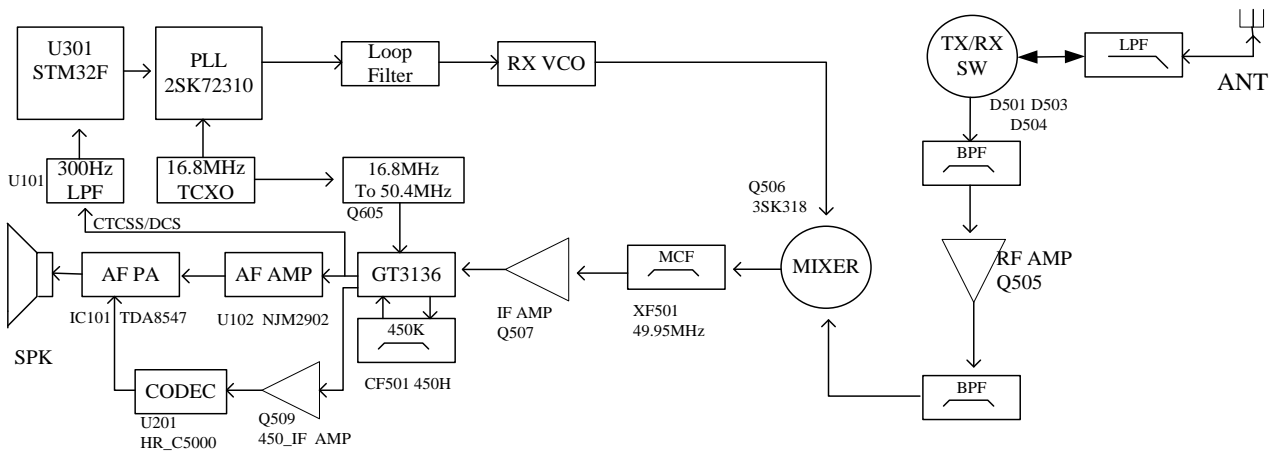 U301
STM32F
PLL
2SK72310
Loop
Filter
RX VCO
TX/RX
SW
LPF
ANT
D501 D503
D504
BPF
U101
300Hz
LPF
16.8MHz
TCXO
16.8MHz
To 50.4MHz
Q605
Q506
3SK318
CTCSS/DCS
AF PA
AF AMP
GT3136
MCF
MIXER
RF AMP
Q505
IC101 TDA8547
U102 NJM2902
450K
IF AMP
Q507
XF501
49.95MHz
SPK
CF501 450H
CODEC
BPF
U201
HR_C5000
Q509
450_IF AMP